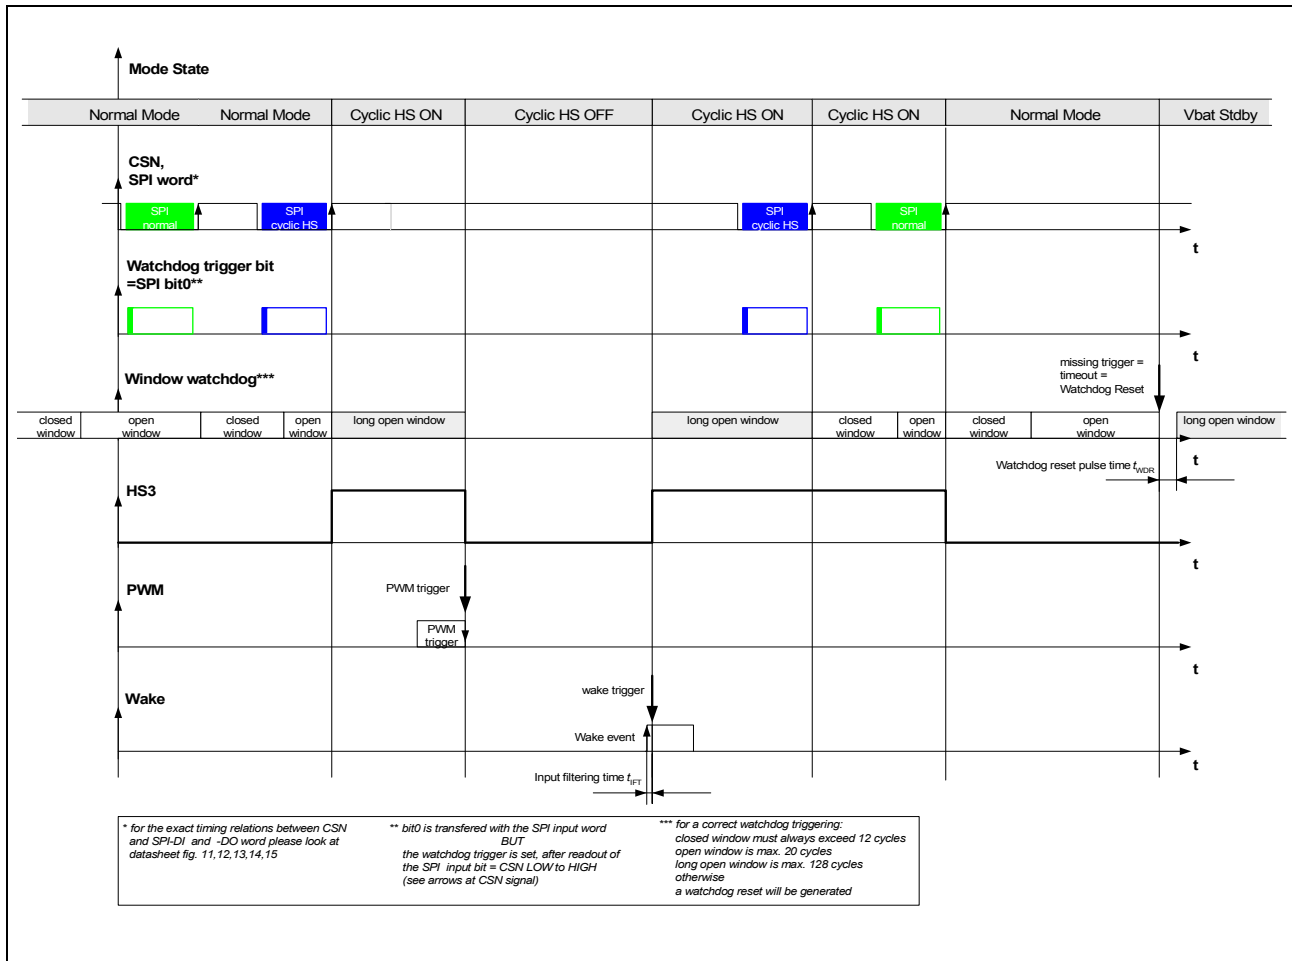 Mode State
Normal Mode Normal Mode Cyclic HS ON Cyclic HS OFF Cyclic HS ON Cyclic HS ON Normal Mode Vbat Stdby
CSN,
SPI word*
SPI normal SPI cyclic HS SPI cyclic HS SPI normal
t
Watchdog trigger bit
=SPI bit0**
t
missing trigger =
timeout =
Watchdog Reset
Window watchdog***
closed window open window closed window open window long open window long open window closed window open window closed window open window long open window
t
Watchdog reset pulse time tWDR
HS3
t
PWM trigger
PWM
PWM
trigger
t
wake trigger
Wake
Wake event
t
Input filtering time tIFT
* for the exact timing relations between CSN
and SPI-DI and -DO word please look at
datasheet fig. 11,12,13,14,15
** bit0 is transfered with the SPI input word
BUT
the watchdog trigger is set, after readout of
the SPI input bit = CSN LOW to HIGH
(see arrows at CSN signal)
*** for a correct watchdog triggering:
closed window must always exceed 12 cycles
open window is max. 20 cycles
long open window is max. 128 cycles
otherwise
a watchdog reset will be generated